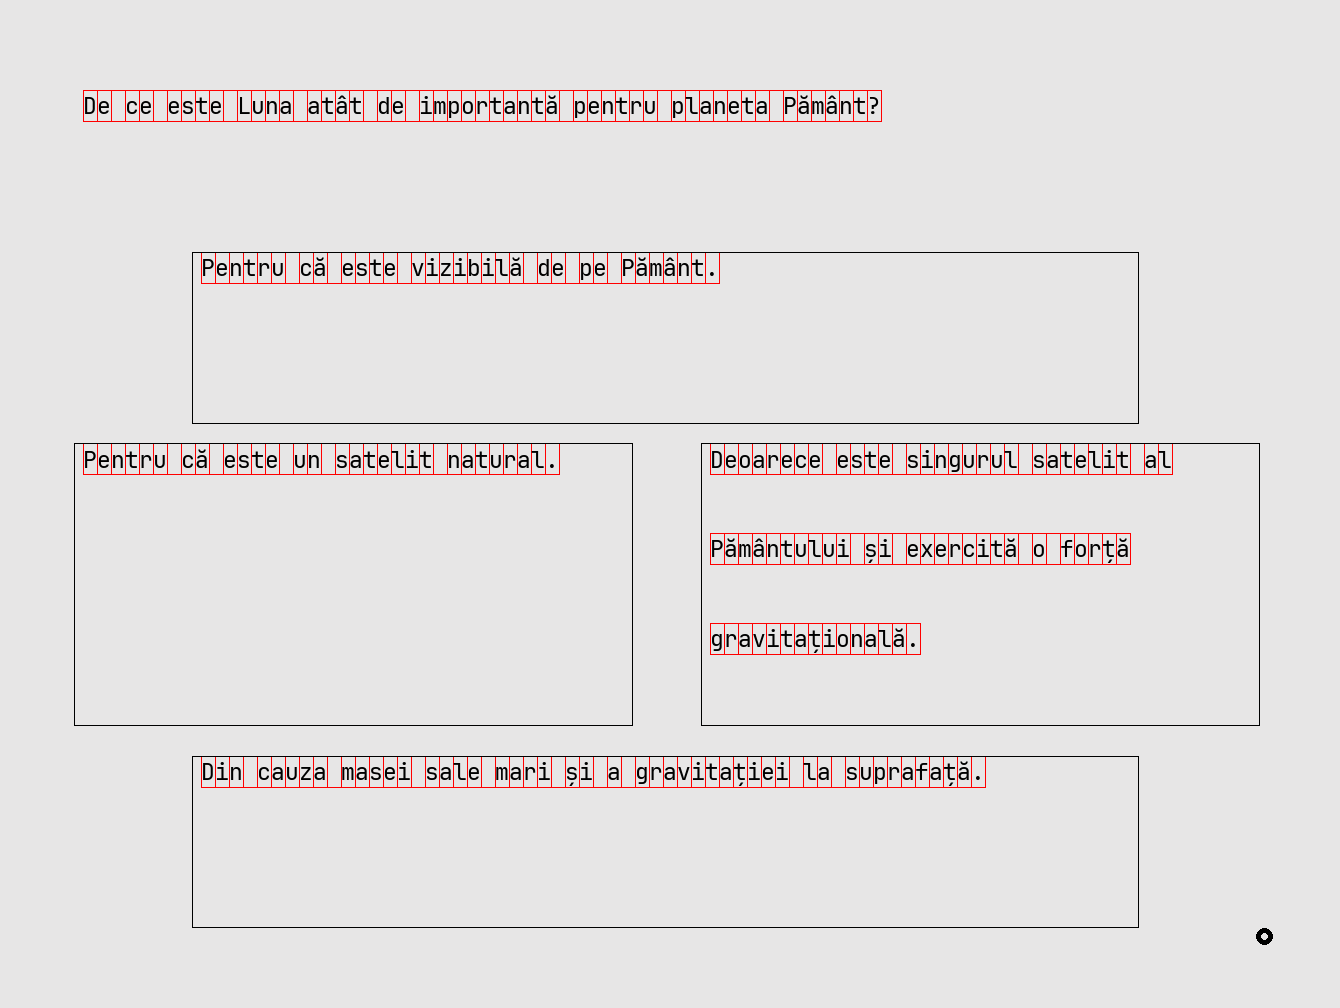 De ce este Luna atât de importantă pentru planeta Pământ?
Pentru că este vizibilă de pe Pământ.
Pentru că este un satelit natural.
Deoarece este singurul satelit al
Pământului și exercită o forță
gravitațională.
Din cauza masei sale mari și a gravitației la suprafață.